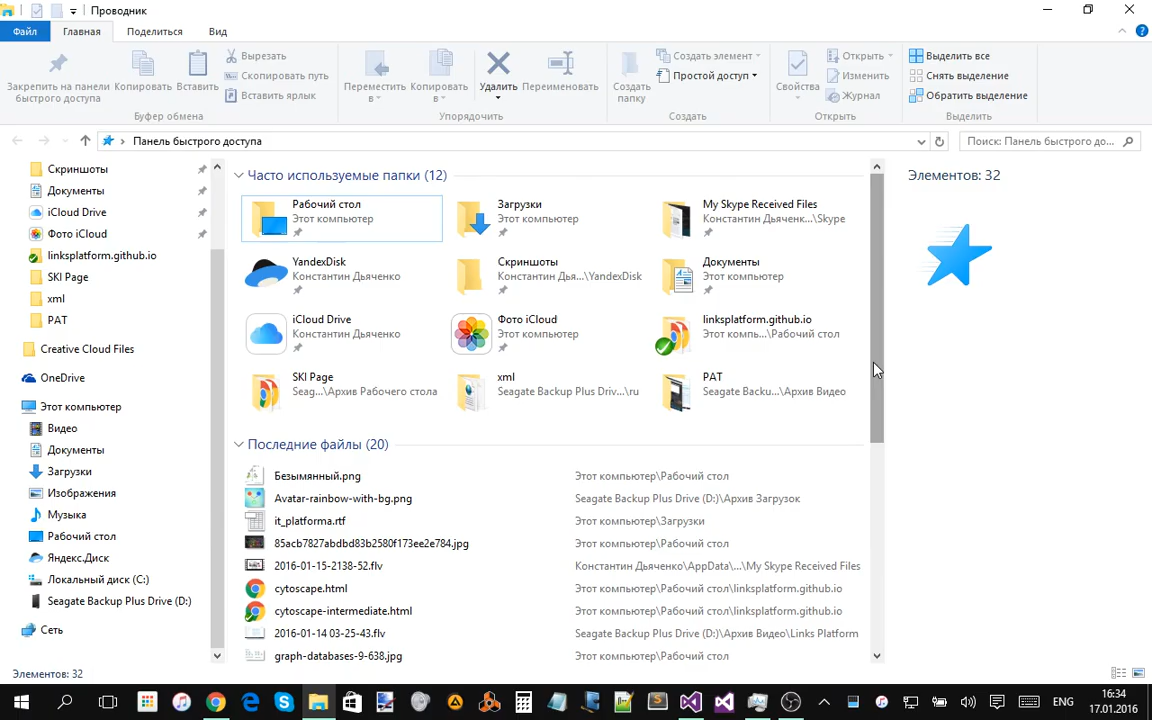 Проводник
Файл
Главная
Поделиться
Вид
Закрепить на панели
быстрого доступа
Копировать
Вставить
Вырезать
Скопировать путь
Вставить ярлык
Буфер обмена
Переместить
в
Копировать
в
Удалить
Переименовать
Упорядочить
Создать
папку
Создать элемент
Простой доступ
Создать
Свойства
Открыть
Изменить
Журнал
Открыть
Выделить все
Снять выделение
Обратить выделение
Выделить
Панель быстрого доступа
Поиск: Панель быстрого до...
Скриншоты
Документы
iCloud Drive
Фото iCloud
linksplatform.github.io
SKI Page
xml
PAT
Creative Cloud Files
OneDrive
Этот компьютер
Видео
Документы
Загрузки
Изображения
Музыка
Рабочий стол
Яндекс.Диск
Локальный диск (C:)
Seagate Backup Plus Drive (D:)
Сеть
Часто используемые папки (12)
Рабочий стол
Этот компьютер
Загрузки
Этот компьютер
My Skype Received Files
Константин Дьяченк...\Skype
YandexDisk
Константин Дьяченко
Скриншоты
Константин Дья...\YandexDisk
Документы
Этот компьютер
iCloud Drive
Константин Дьяченко
Фото iCloud
Этот компьютер
linksplatform.github.io
Этот компь...\Рабочий стол
SKI Page
Seag...\Архив Рабочего стола
xml
Seagate Backup Plus Driv...\ru
PAT
Seagate Backu...\Архив Видео
Последние файлы (20)
Безымянный.png Этот компьютер\Рабочий стол
Avatar-rainbow-with-bg.png Seagate Backup Plus Drive (D:)\Архив Загрузок
it_platforma.rtf Этот компьютер\Загрузки
85acb7827abdbd83b2580f173ee2e784.jpg Этот компьютер\Рабочий стол
2016-01-15-2138-52.flv Константин Дьяченко\AppData\...\My Skype Received Files
cytoscape.html Этот компьютер\Рабочий стол\linksplatform.github.io
cytoscape-intermediate.html Этот компьютер\Рабочий стол\linksplatform.github.io
2016-01-14 03-25-43.flv Seagate Backup Plus Drive (D:)\Архив Видео\Links Platform
graph-databases-9-638.jpg Этот компьютер\Рабочий стол
Элементов: 32
Элементов: 32
ENG
16:34
17.01.2016